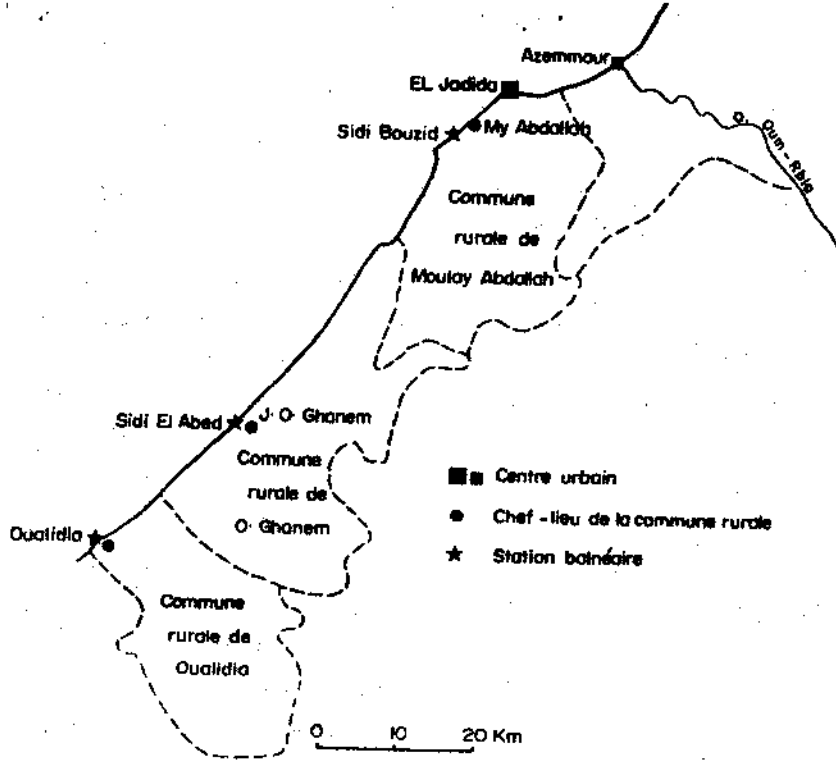 Azemmour
EL Jadida
Sidi Bouzid
My Abdallah
O. Oum-Rbia
Commune
rurale de
Moulay Abdallah
Sidi El Abed
J. O. Ghanem
Commune
rurale de
O. Ghanem
Centre urbain
Chef-lieu de la commune rurale
Station balnéaire
Oualidia
Commune
rurale de
Oualidia
0 10 20 Km